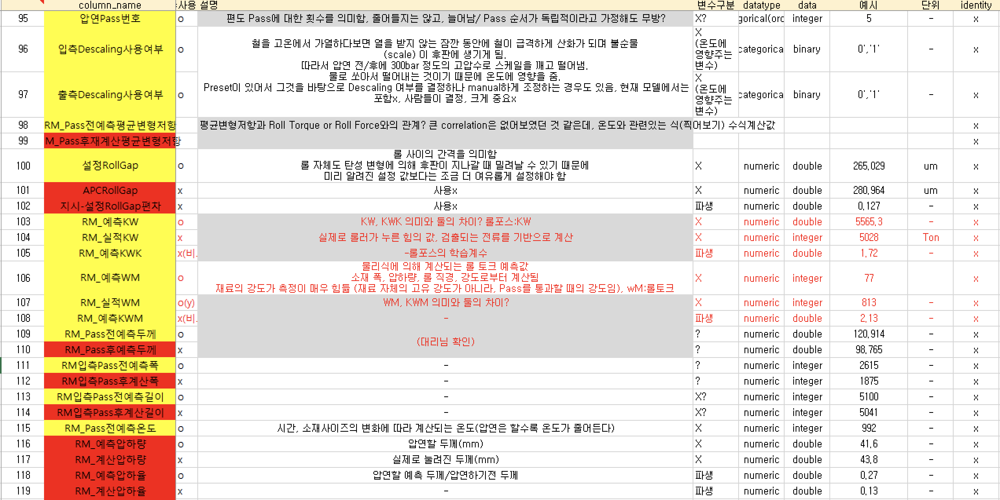 column_name :사용 설명 변수구분 datatype data 예시 단위 identity
95 압연Pass번호 o 편도 Pass에 대한 횟수를 의미함, 줄어들지는 않고, 늘어남/ Pass 순서가 독립적이라고 가정해도 무방? X? gorical(orc integer 5 - x
96 입측Descaling사용여부 o
철을 고온에서 가열하다보면 열을 받지 않는 잠깐 동안에 철이 급격하게 산화가 되며 불순물
(scale) 이 후판에 생기게 됨.
따라서 압연 전/후에 300bar 정도의 고압수로 스케일을 깨고 떨어냄.
물로 쏘아서 떨어내는 것이기 때문에 온도에 영향을 줌.
Preset이 있어서 그것을 바탕으로 Descaling 여부를 결정하나 manual하게 조정하는 경우도 있음, 현재 모델에서는
포함x, 사람들이 결정, 크게 중요x
X
(온도에
영향주는
변수)
categorica binary 0','1' - x
97 출측Descaling사용여부 o
X
(온도에
영향주는
변수)
categorica binary 0','1' - x
98 RM_Pass전예측평균변형저항 평균변형저항과 Roll Torque or Roll Force와의 관계? 큰 correlation은 없어보였던 것 같은데, 온도와 관련있는 식(찍어보기) 수식계산값 x
99 M_Pass후재계산평균변형저항 x
100 설정RollGap o
롤 사이의 간격을 의미함
롤 자체도 탄성 변형에 의해 후판이 지나갈 때 밀려날 수 있기 때문에
미리 알려진 설정 값보다는 조금 더 여유롭게 설정해야 함
X numeric double 265,029 um x
101 APCRollGap x 사용x X numeric double 280,964 um x
102 지시-설정RollGap편차 x 사용x 파생 numeric double 0,127 - x
103 RM_예측KW o KW, KWK 의미와 둘의 차이? 롤포스:KW X numeric double 5565,3 - x
104 RM_실적KW x 실제로 롤러가 누른 힘의 값, 검출되는 전류를 기반으로 계산 X numeric integer 5028 Ton x
105 RM_예측KWK x(비. -롤포스의 학습계수 파생 numeric double 1,72 - x
106 RM_예측WM o
물리식에 의해 계산되는 롤 토크 예측값
소재 폭, 압하량, 롤 직경, 강도로부터 계산됨
재료의 강도가 측정이 매우 힘듦 (재료 자체의 고유 강도가 아니라, Pass를 통과할 때의 강도임), wM:롤토크
X numeric integer 77 x
107 RM_실적WM o(y) WM, KWM 의미와 둘의 차이? X numeric integer 813 - x
108 RM_예측KWM x(비. - 파생 numeric double 2,13 - x
109 RM_Pass전예측두께 o ? numeric double 120,914 - x
(대리님 확인)
110 RM_Pass후예측두께 x ? numeric double 98,765 - x
111 RM입측Pass전예측폭 o - ? numeric integer 2615 - x
112 RM입측Pass후계산폭 x - ? numeric integer 1875 - x
113 RM입측Pass전예측길이 o - X? numeric integer 5100 - x
114 RM입측Pass후계산길이 x - X? numeric integer 5041 - x
115 RM_Pass전예측온도 o 시간, 소재사이즈의 변화에 따라 계산되는 온도(압연은 할수록 온도가 줄어든다) X numeric integer 992 - x
116 RM_예측압하량 o 압연할 두께(mm) X numeric double 41,6 - x
117 RM_계산압하량 x 실제로 눌려진 두께(mm) X numeric double 43,8 - x
118 RM_예측압하율 o 압연할 예측 두께/압연하기전 두께 파생 numeric double 0,27 - x
119 RM_계산압하율 x - 파생 numeric double 0,13 - x